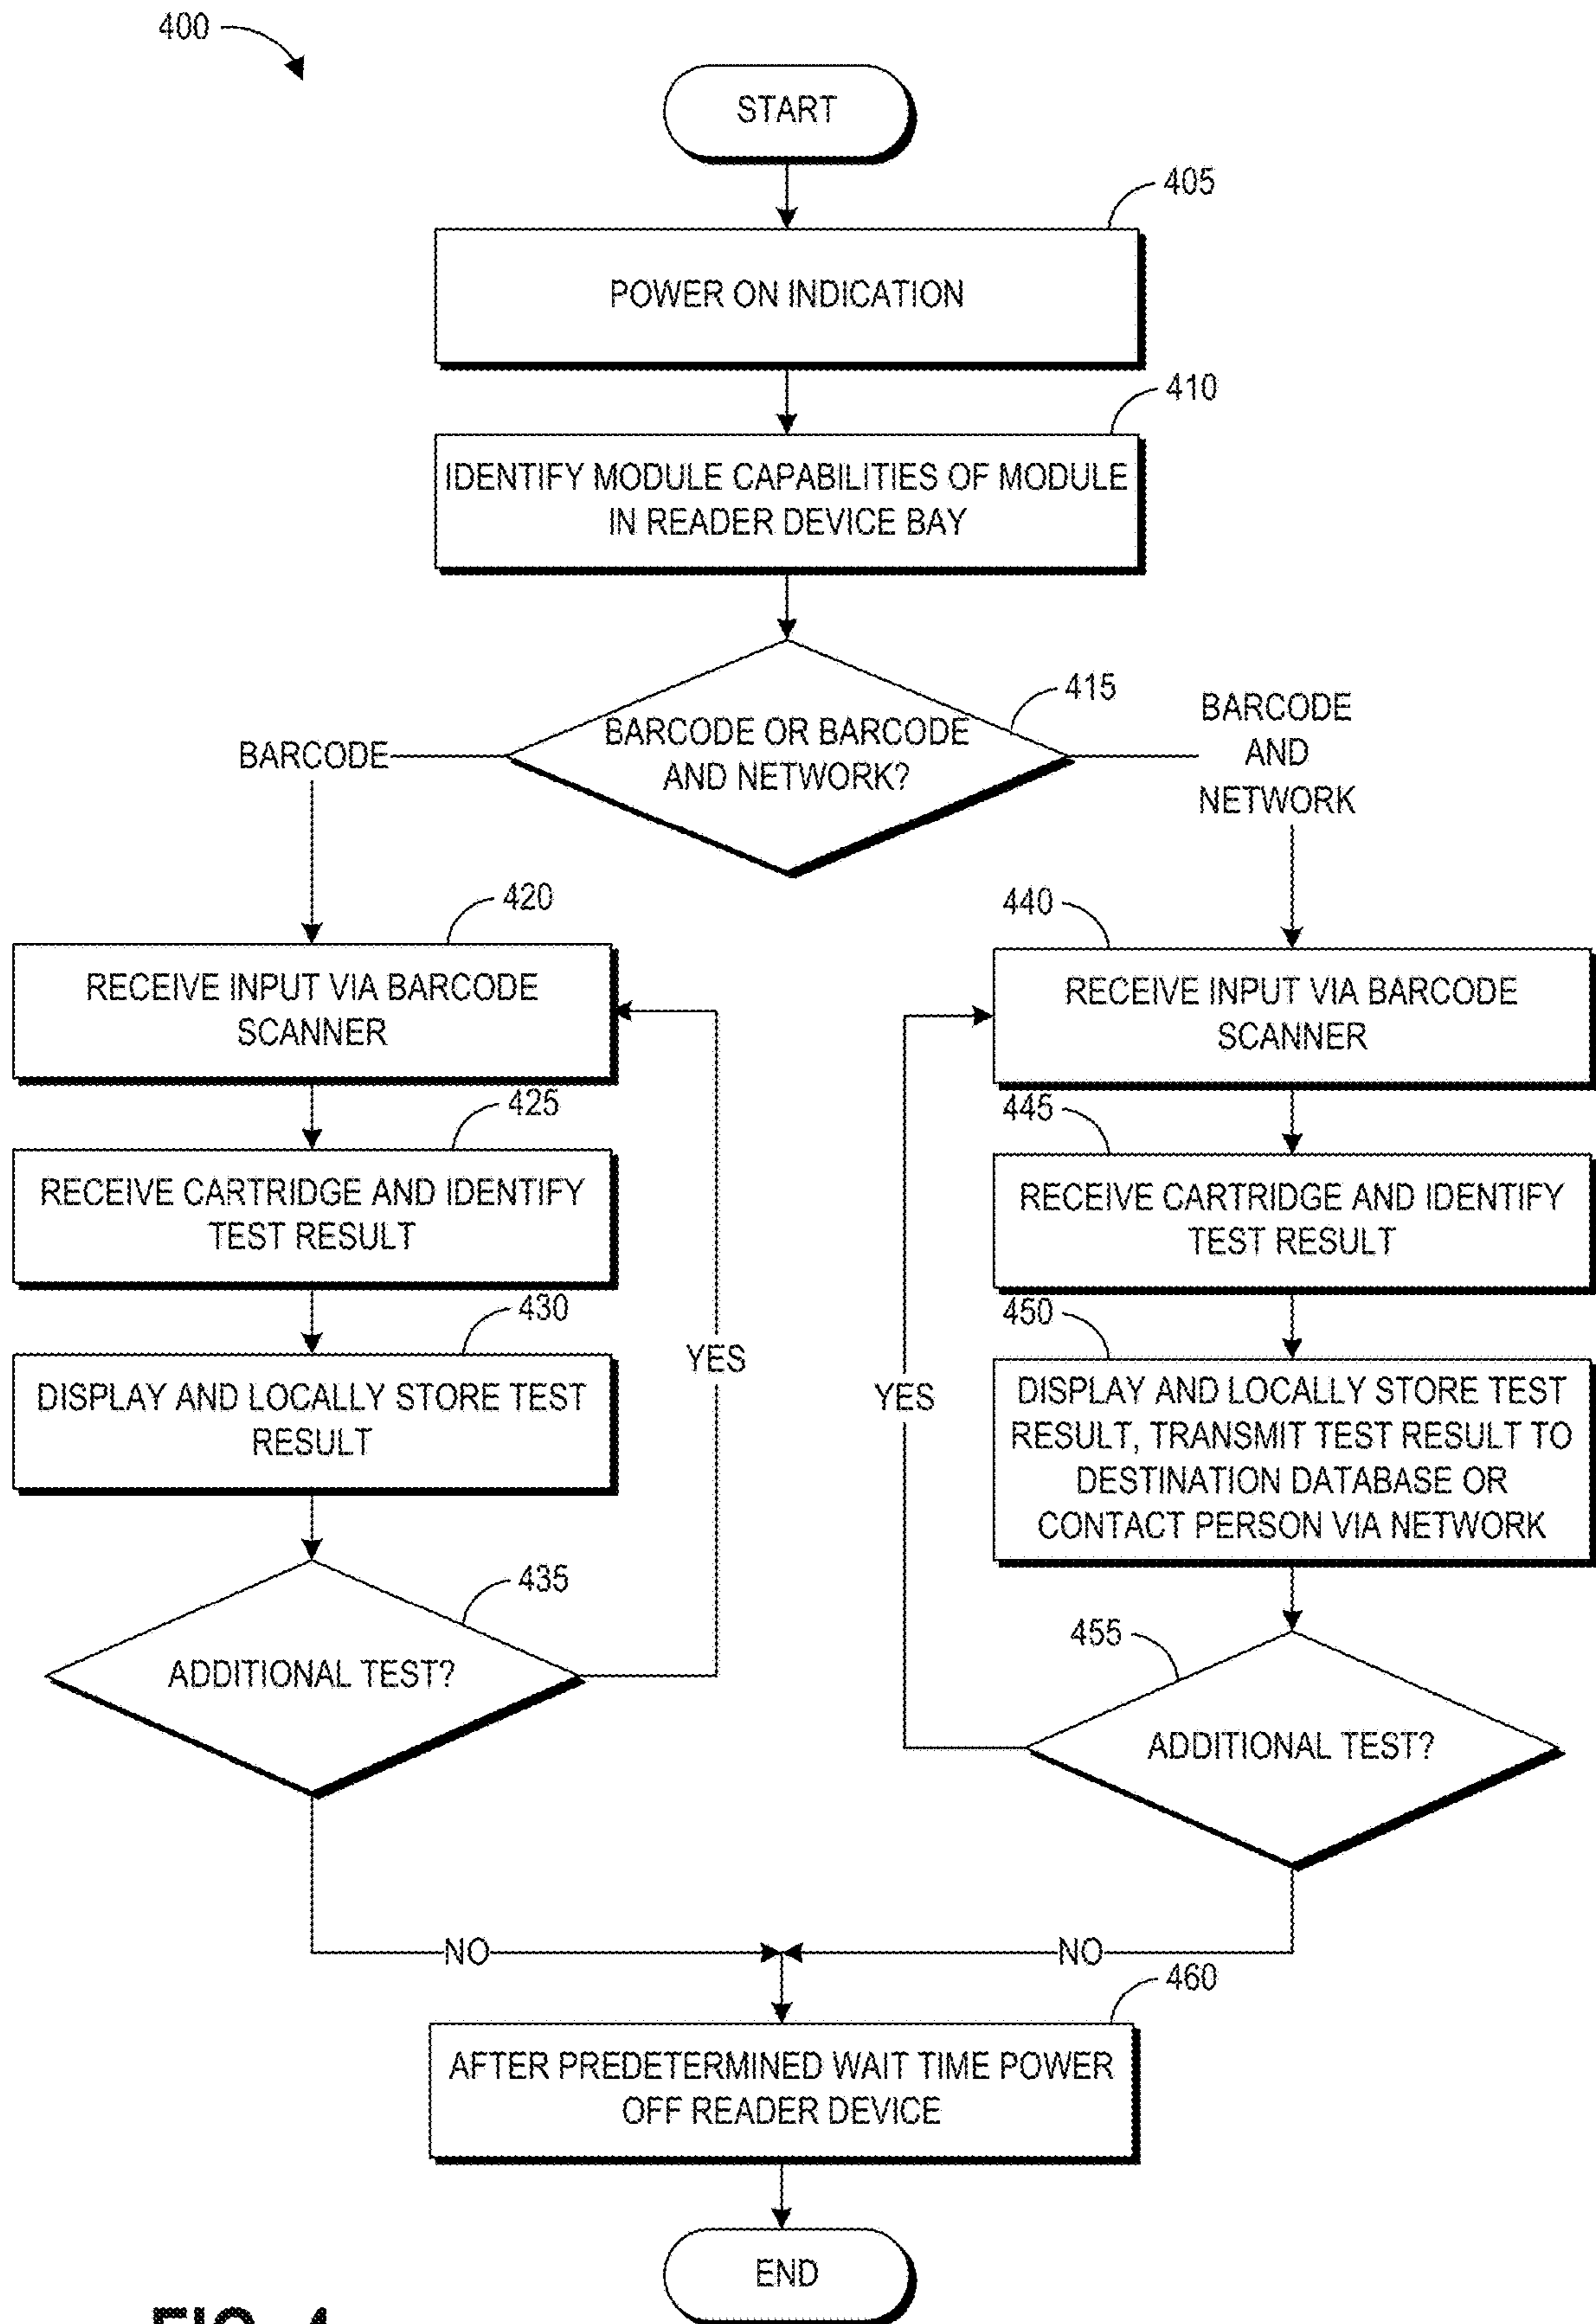 400
START
405
POWER ON INDICATION
410
IDENTIFY MODULE CAPABILITIES OF MODULE
IN READER DEVICE BAY
415
BARCODE OR BARCODE
AND NETWORK?
BARCODE
BARCODE
AND
NETWORK
420
RECEIVE INPUT VIA BARCODE
SCANNER
425
RECEIVE CARTRIDGE AND IDENTIFY
TEST RESULT
430
DISPLAY AND LOCALLY STORE TEST
RESULT
435
ADDITIONAL TEST?
YES
NO
440
RECEIVE INPUT VIA BARCODE
SCANNER
445
RECEIVE CARTRIDGE AND IDENTIFY
TEST RESULT
450
DISPLAY AND LOCALLY STORE TEST
RESULT, TRANSMIT TEST RESULT TO
DESTINATION DATABASE OR
CONTACT PERSON VIA NETWORK
455
ADDITIONAL TEST?
YES
NO
460
AFTER PREDETERMINED WAIT TIME POWER
OFF READER DEVICE
END